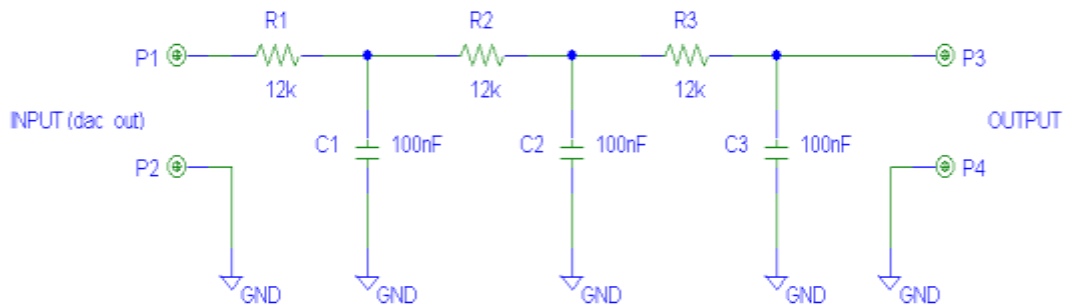 R1 R2 R3
P1 P3
12k 12k 12k
INPUT (dac out) OUTPUT
C1 100nF C2 100nF C3 100nF
P2 P4
GND GND GND GND GND